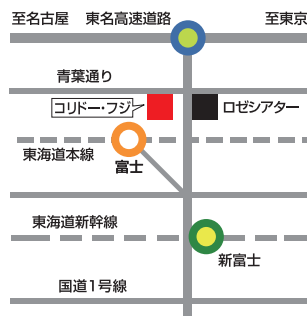 至名古屋 東名高速道路 至東京
青葉通り
コリドー・フジ ロゼシアター
東海道本線 富士
東海道新幹線
新富士
国道1号線